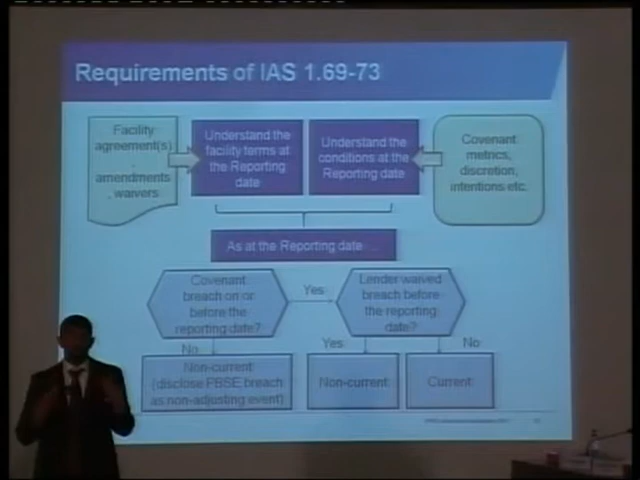 Requirements of IAS 1.69-73
Facility
agreement(s)
amendments
, waivers
Understand the
facility terms at
the Reporting
date
Understand the
conditions at the
Reporting date
Covenant
metrics,
discretion,
intentions etc.
As at the Reporting date
Covenant
breach on or
before the
reporting date?
Yes
Lender waived
breach before
the reporting
date?
No
Yes
No
Non-current
(disclose PBSE breach
as non-adjusting event)
Non-current
Current